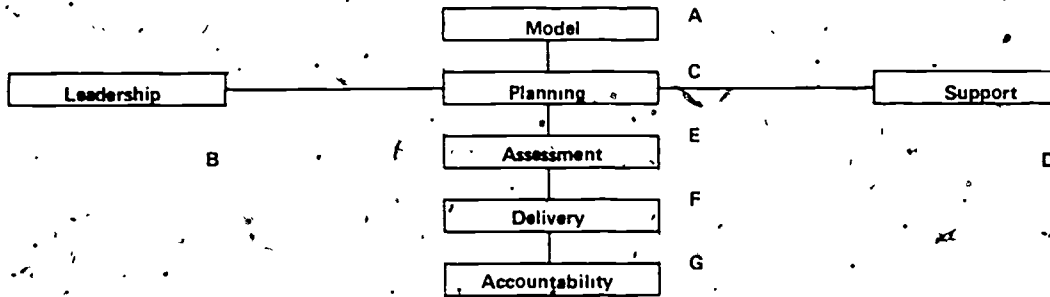 Model A
C
Leadership Planning Support
Assessment E
B D
Delivery F
Accountability G